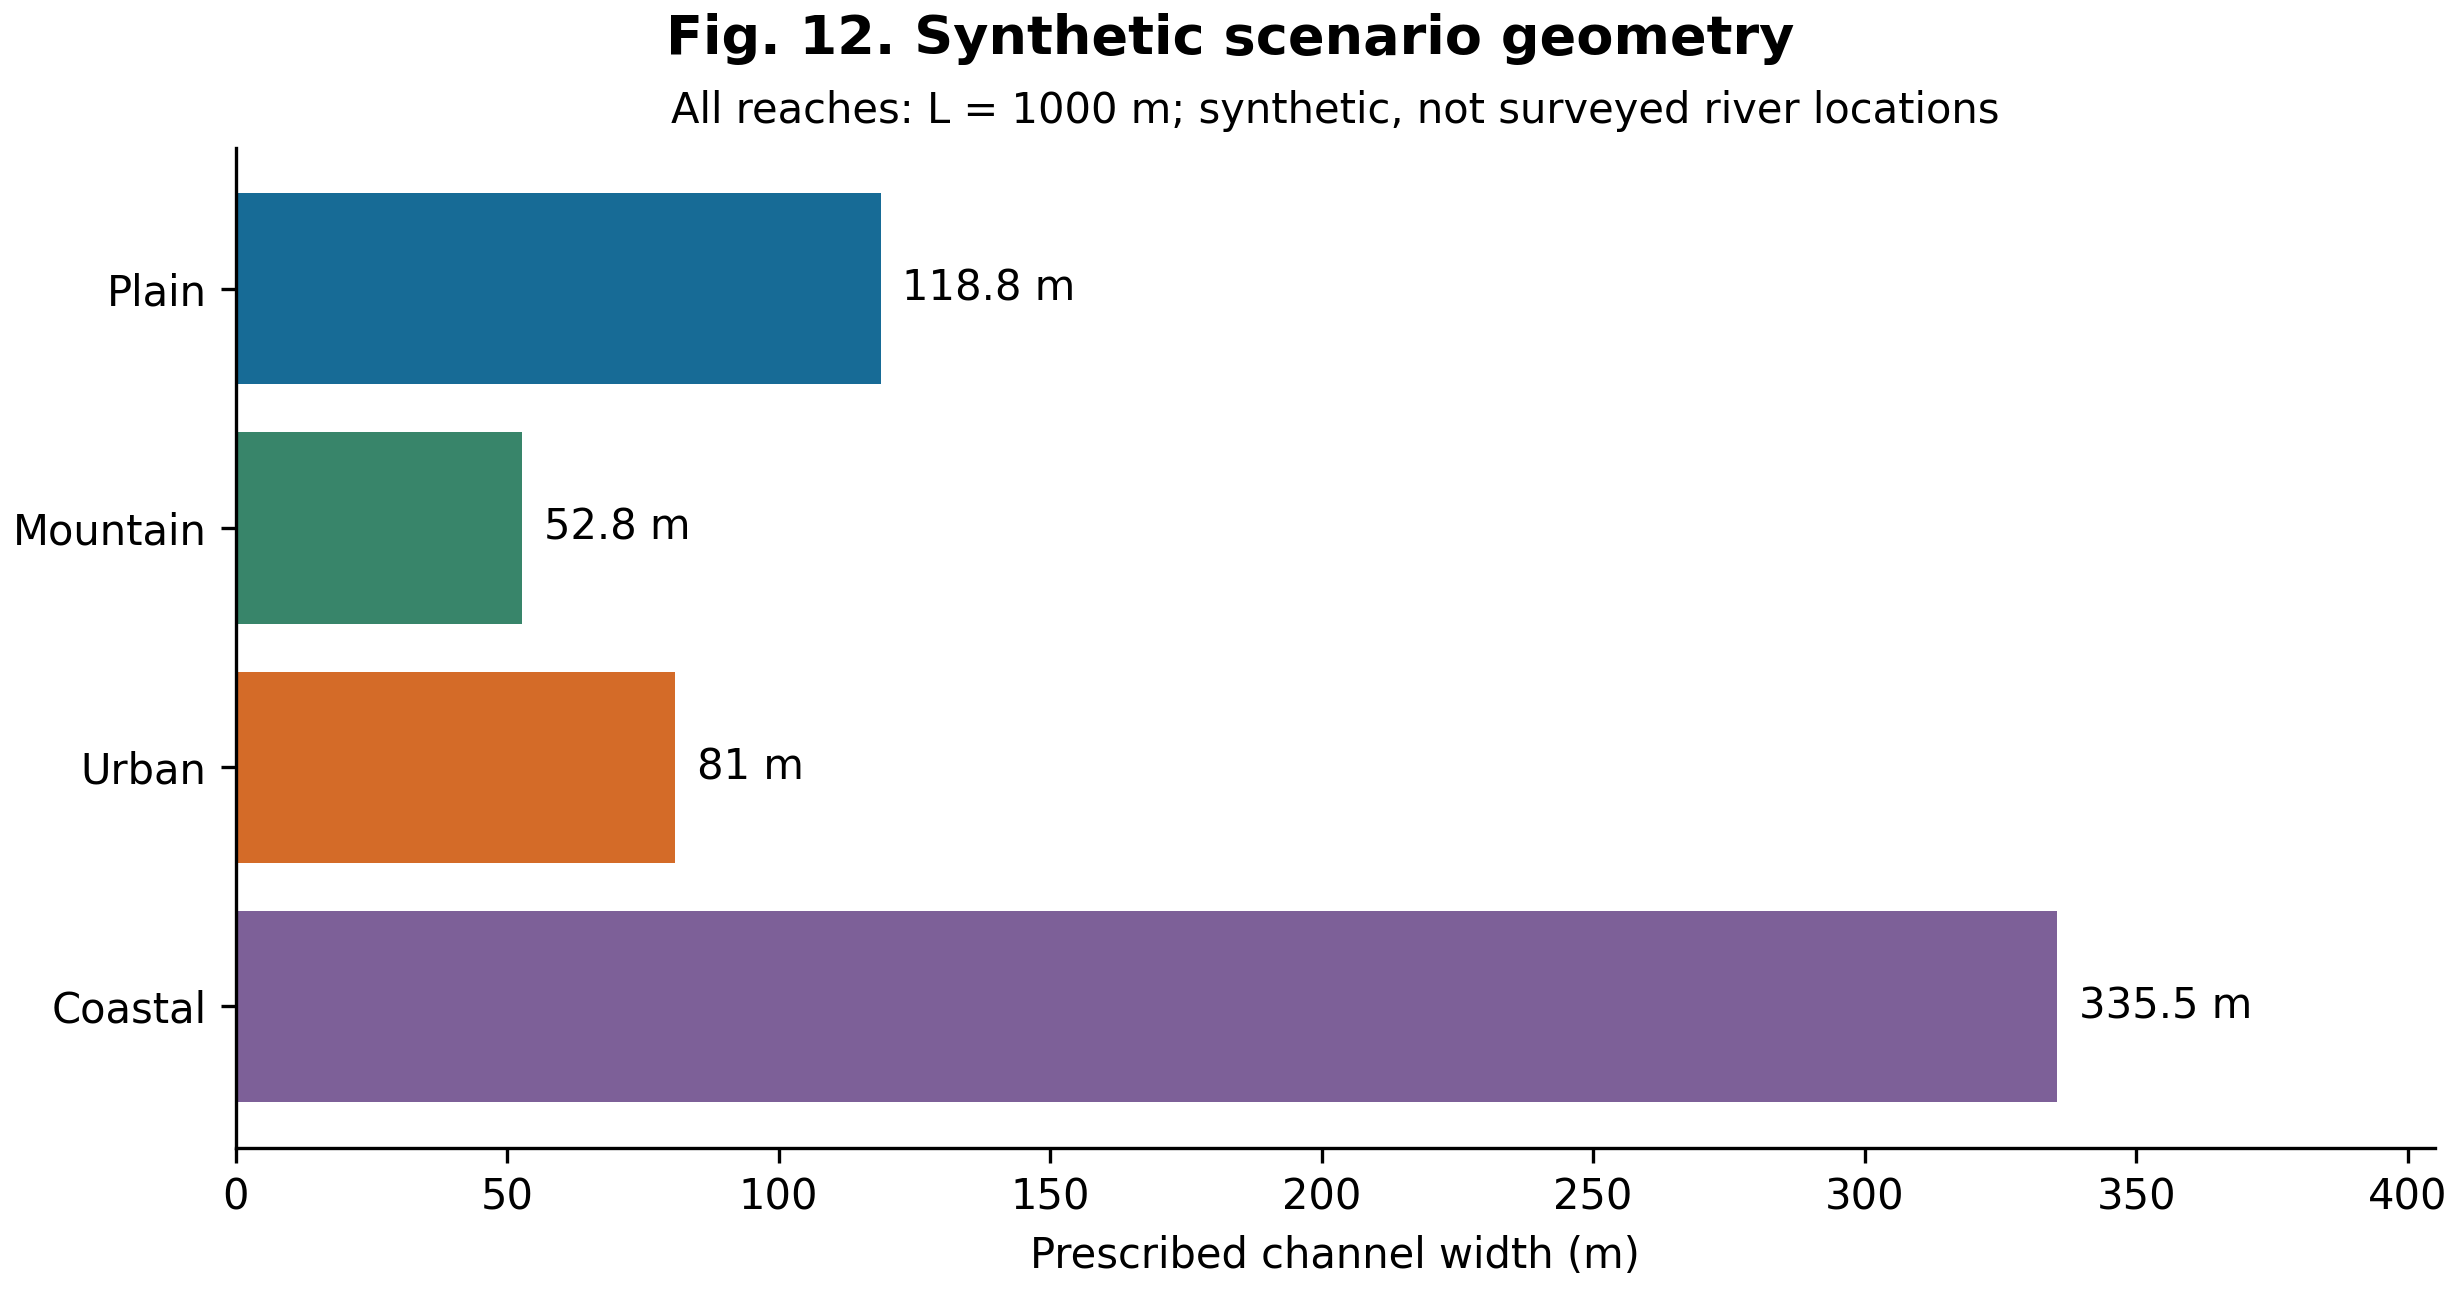 Fig. 12. Synthetic scenario geometry
All reaches: L = 1000 m; synthetic, not surveyed river locations
Plain
118.8 m
Mountain
52.8 m
Urban
81 m
Coastal
335.5 m
0 50 100 150 200 250 300 350 400
Prescribed channel width (m)